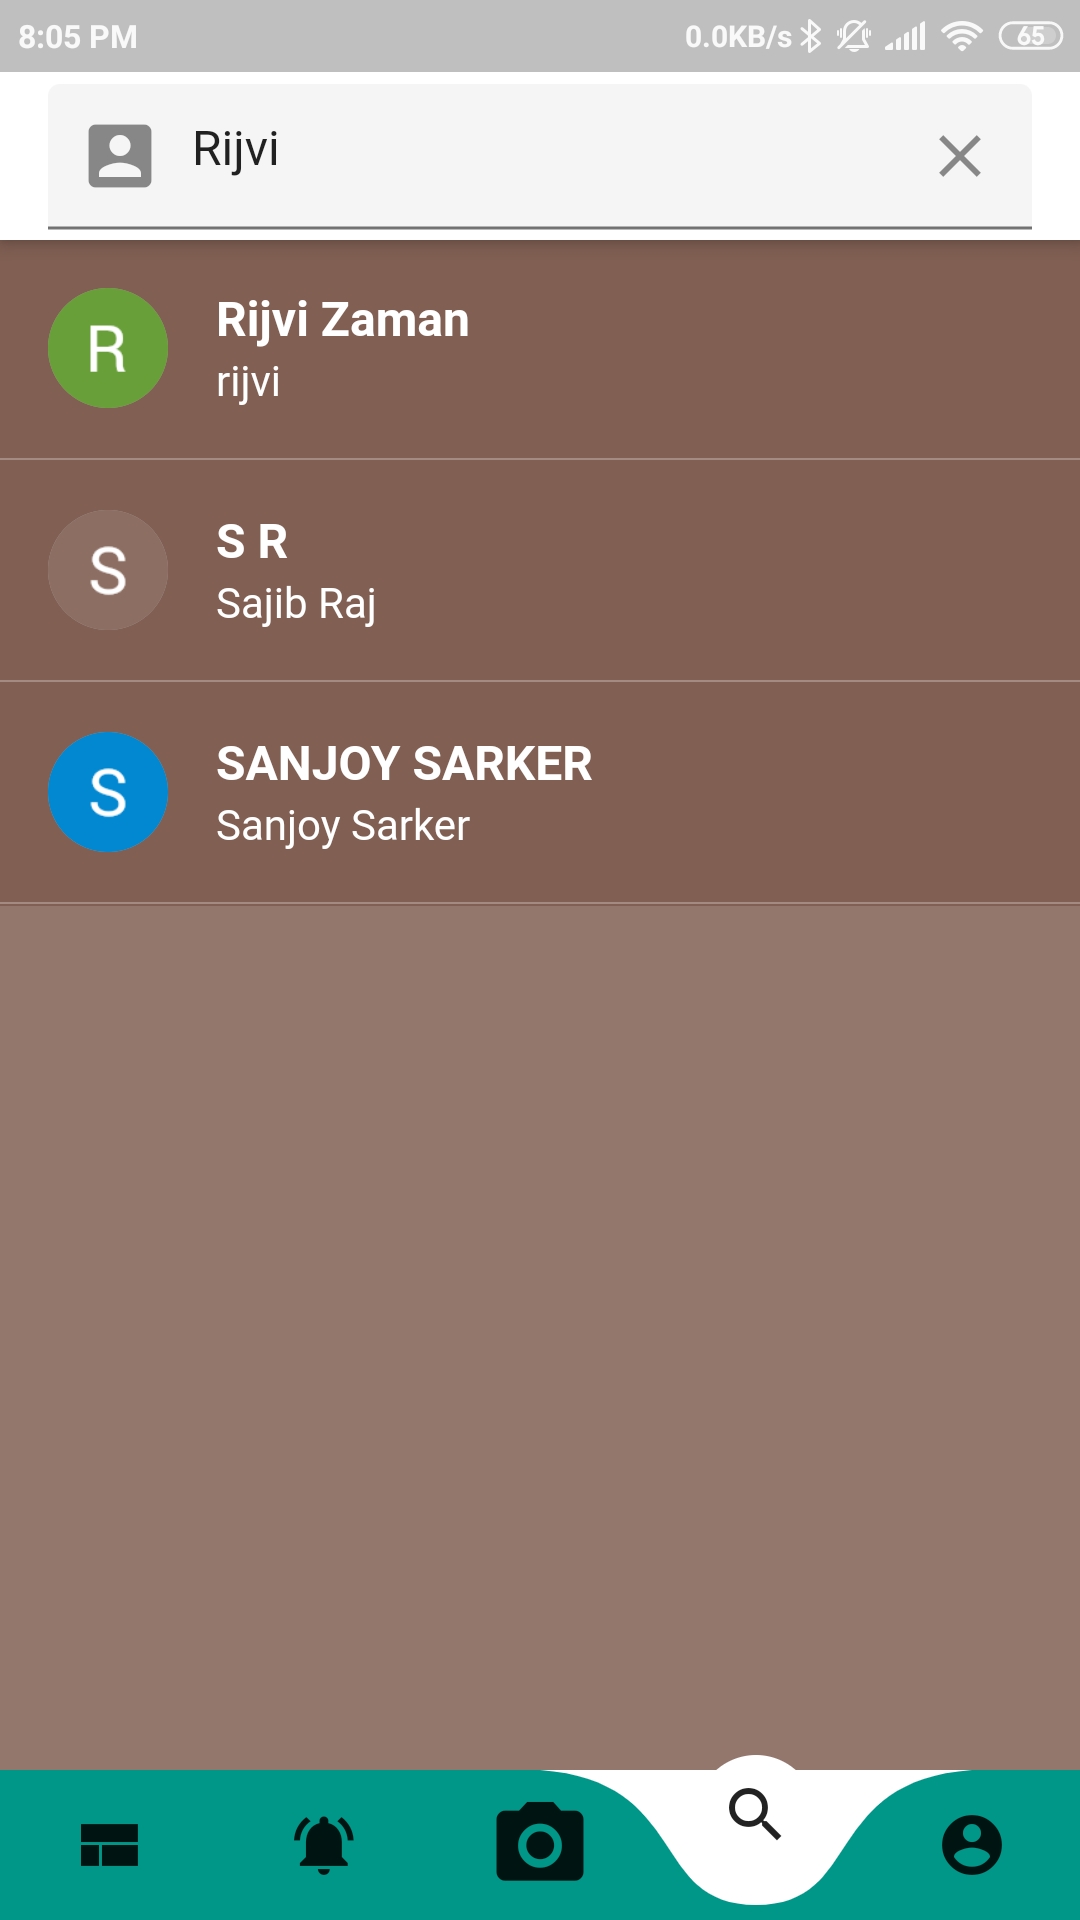 8:05 PM 0.0KB/s 65
Rijvi
R
Rijvi Zaman
rijvi
S
S R
Sajib Raj
S
SANJOY SARKER
Sanjoy Sarker